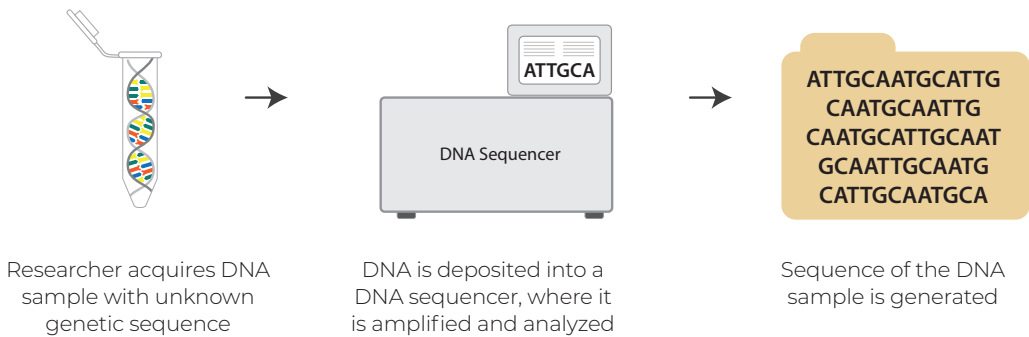 ATTGCA
DNA Sequencer
ATTGCAATGCATTG
CAATGCAATTG
CAATGCATTGCAAT
GCAATTGCAATG
CATTGCAATGCA
Researcher acquires DNA
sample with unknown
genetic sequence
DNA is deposited into a
DNA sequencer, where it
is amplified and analyzed
Sequence of the DNA
sample is generated